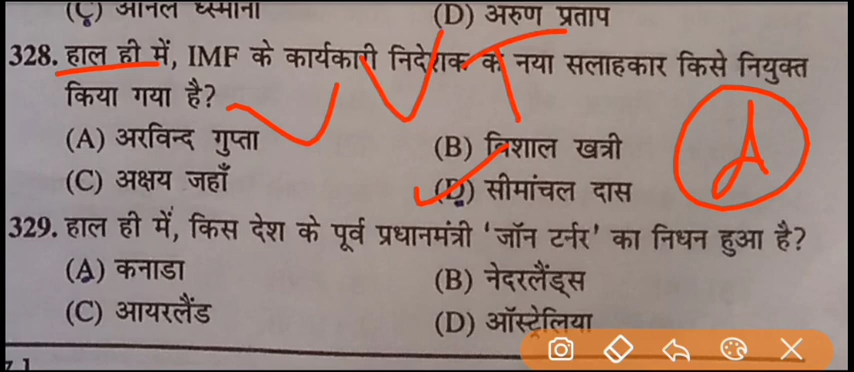 (C) अनिल धस्माना (D) अरुण प्रताप
328. हाल ही में, IMF के कार्यकारी निदेशक के नया सलाहकार किसे नियुक्त
किया गया है?
(A) अरविन्द गुप्ता (B) विशाल खत्री
(C) अक्षय जहाँ (D) सीमांचल दास
A
329. हाल ही में, किस देश के पूर्व प्रधानमंत्री 'जॉन टर्नर' का निधन हुआ है?
(A) कनाडा (B) नेदरलैंड्स
(C) आयरलैंड (D) ऑस्ट्रेलिया